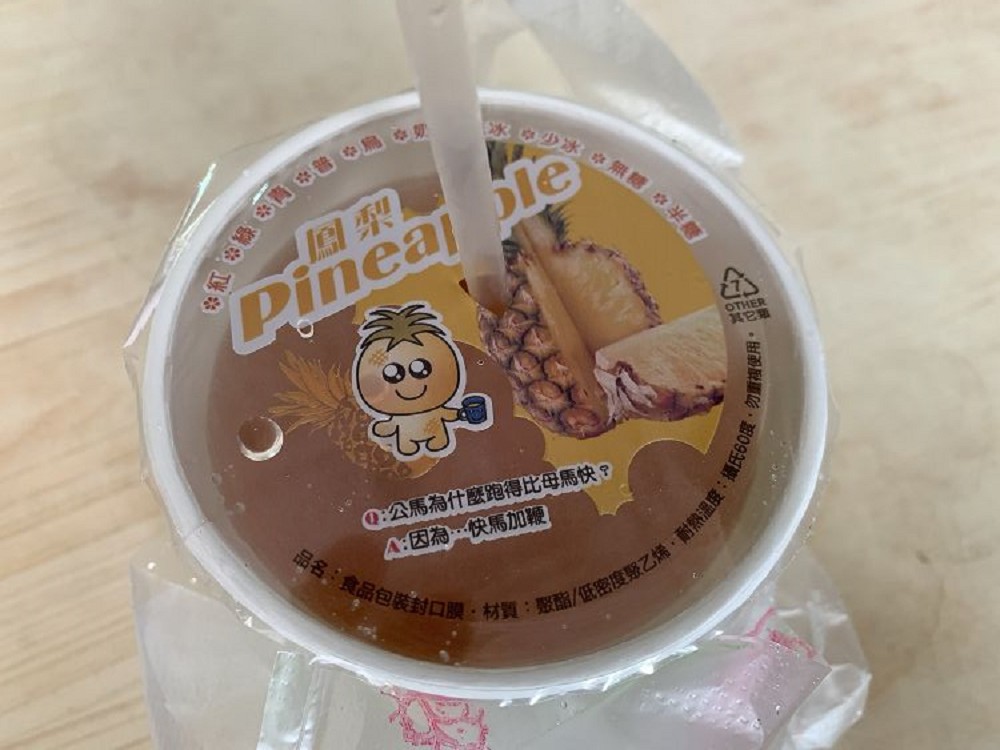 紅 綠 青 普 烏 奶 冰 少冰 無糖 半糖
鳳梨
Pineapple
7
OTHER
其它類
Q:公馬為什麼跑得比母馬快?
A:因為…快馬加鞭
品名:食品包裝封口膜·材質:聚酯/低密度聚乙烯·耐熱溫度:攝氏60度·勿重複使用。